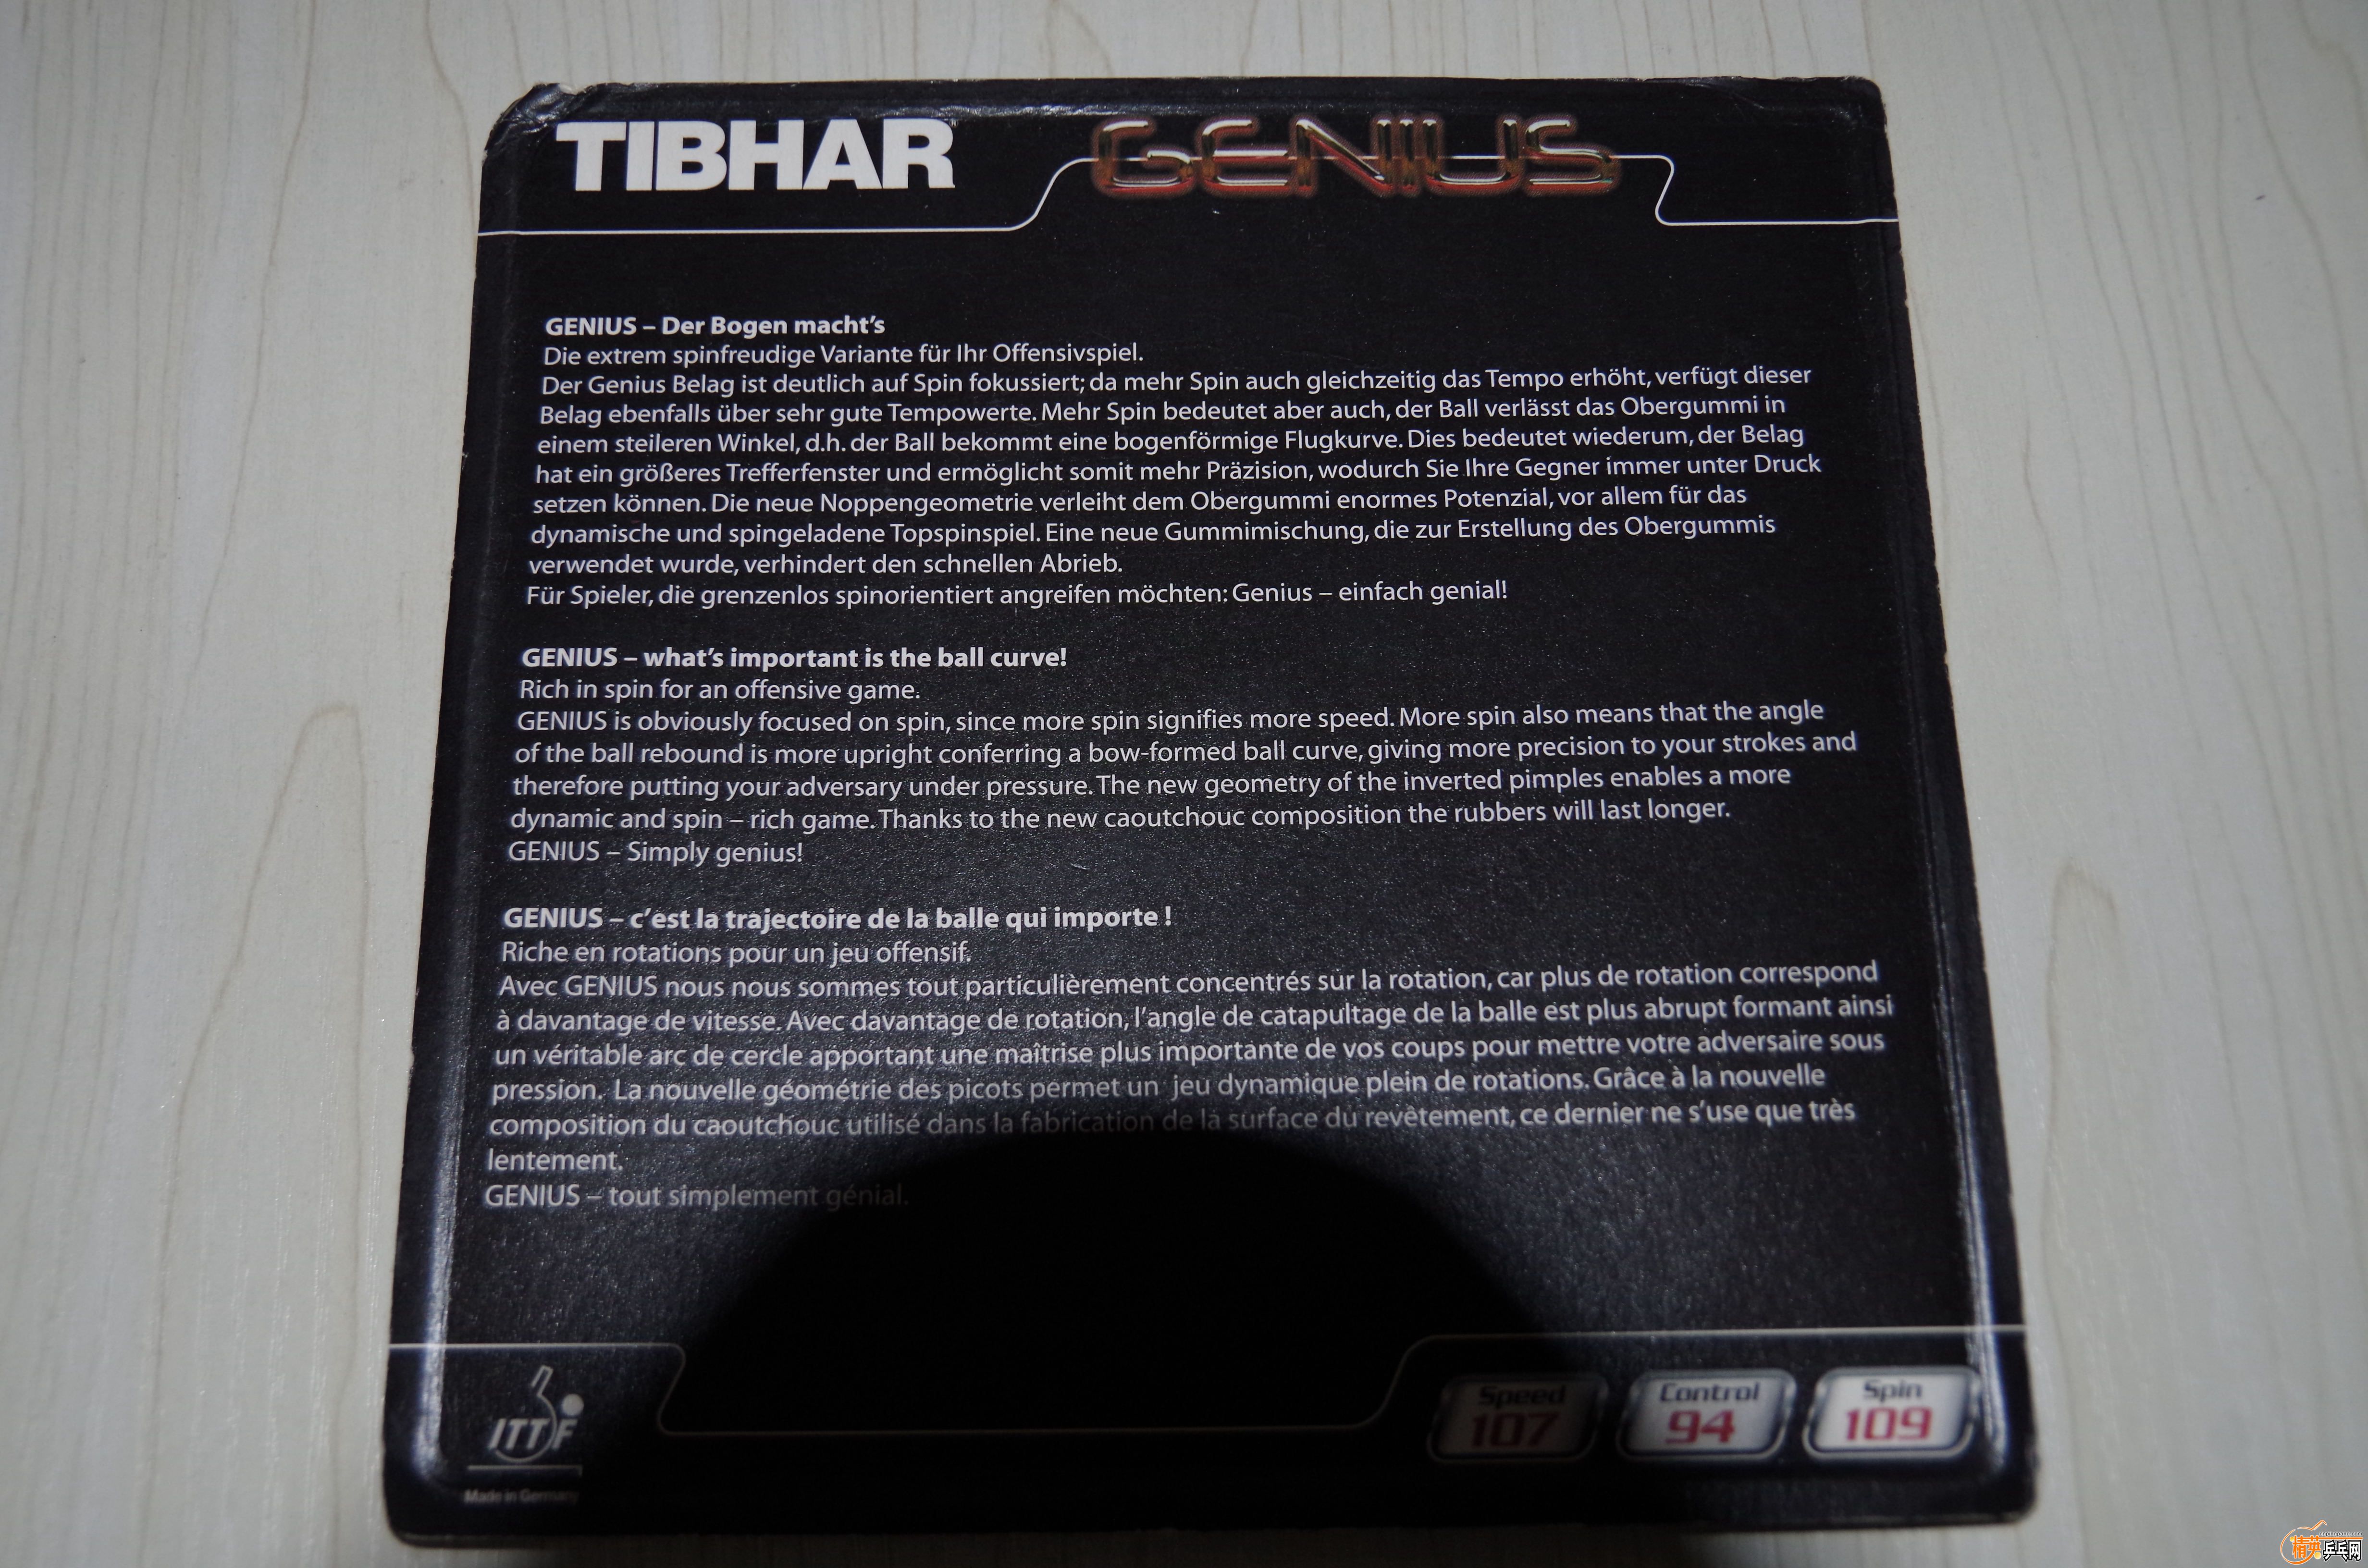 TIBHAR GENIUS
GENIUS – Der Bogen macht's
Die extrem spinfreudige Variante für Ihr Offensivspiel.
Der Genius Belag ist deutlich auf Spin fokussiert; da mehr Spin auch gleichzeitig das Tempo erhöht, verfügt dieser
Belag ebenfalls über sehr gute Tempowerte. Mehr Spin bedeutet aber auch, der Ball verlässt das Obergummi in
einem steileren Winkel, d.h. der Ball bekommt eine bogenförmige Flugkurve. Dies bedeutet wiederum, der Belag
hat ein größeres Trefferfenster und ermöglicht somit mehr Präzision, wodurch Sie Ihre Gegner immer unter Druck
setzen können. Die neue Noppengeometrie verleiht dem Obergummi enormes Potenzial, vor allem für das
dynamische und spingeladene Topspinspiel. Eine neue Gummimischung, die zur Erstellung des Obergummis
verwendet wurde, verhindert den schnellen Abrieb.
Für Spieler, die grenzenlos spinorientiert angreifen möchten: Genius – einfach genial!
GENIUS – what's important is the ball curve!
Rich in spin for an offensive game.
GENIUS is obviously focused on spin, since more spin signifies more speed. More spin also means that the angle
of the ball rebound is more upright conferring a bow-formed ball curve, giving more precision to your strokes and
therefore putting your adversary under pressure. The new geometry of the inverted pimples enables a more
dynamic and spin – rich game. Thanks to the new caoutchouc composition the rubbers will last longer.
GENIUS – Simply genius!
GENIUS – c'est la trajectoire de la balle qui importe !
Riche en rotations pour un jeu offensif.
Avec GENIUS nous nous sommes tout particulièrement concentrés sur la rotation, car plus de rotation correspond
à davantage de vitesse. Avec davantage de rotation, l'angle de catapultage de la balle est plus abrupt formant ainsi
un véritable arc de cercle apportant une maîtrise plus importante de vos coups pour mettre votre adversaire sous
pression. La nouvelle géométrie des picots permet un jeu dynamique plein de rotations. Grâce à la nouvelle
composition du caoutchouc utilisé dans la fabrication de la surface du revêtement, ce dernier ne s'use que très
lentement.
GENIUS – tout simplement génial.
Speed Control Spin
107 94 109
ITTF
Made in Germany
精英乒乓网